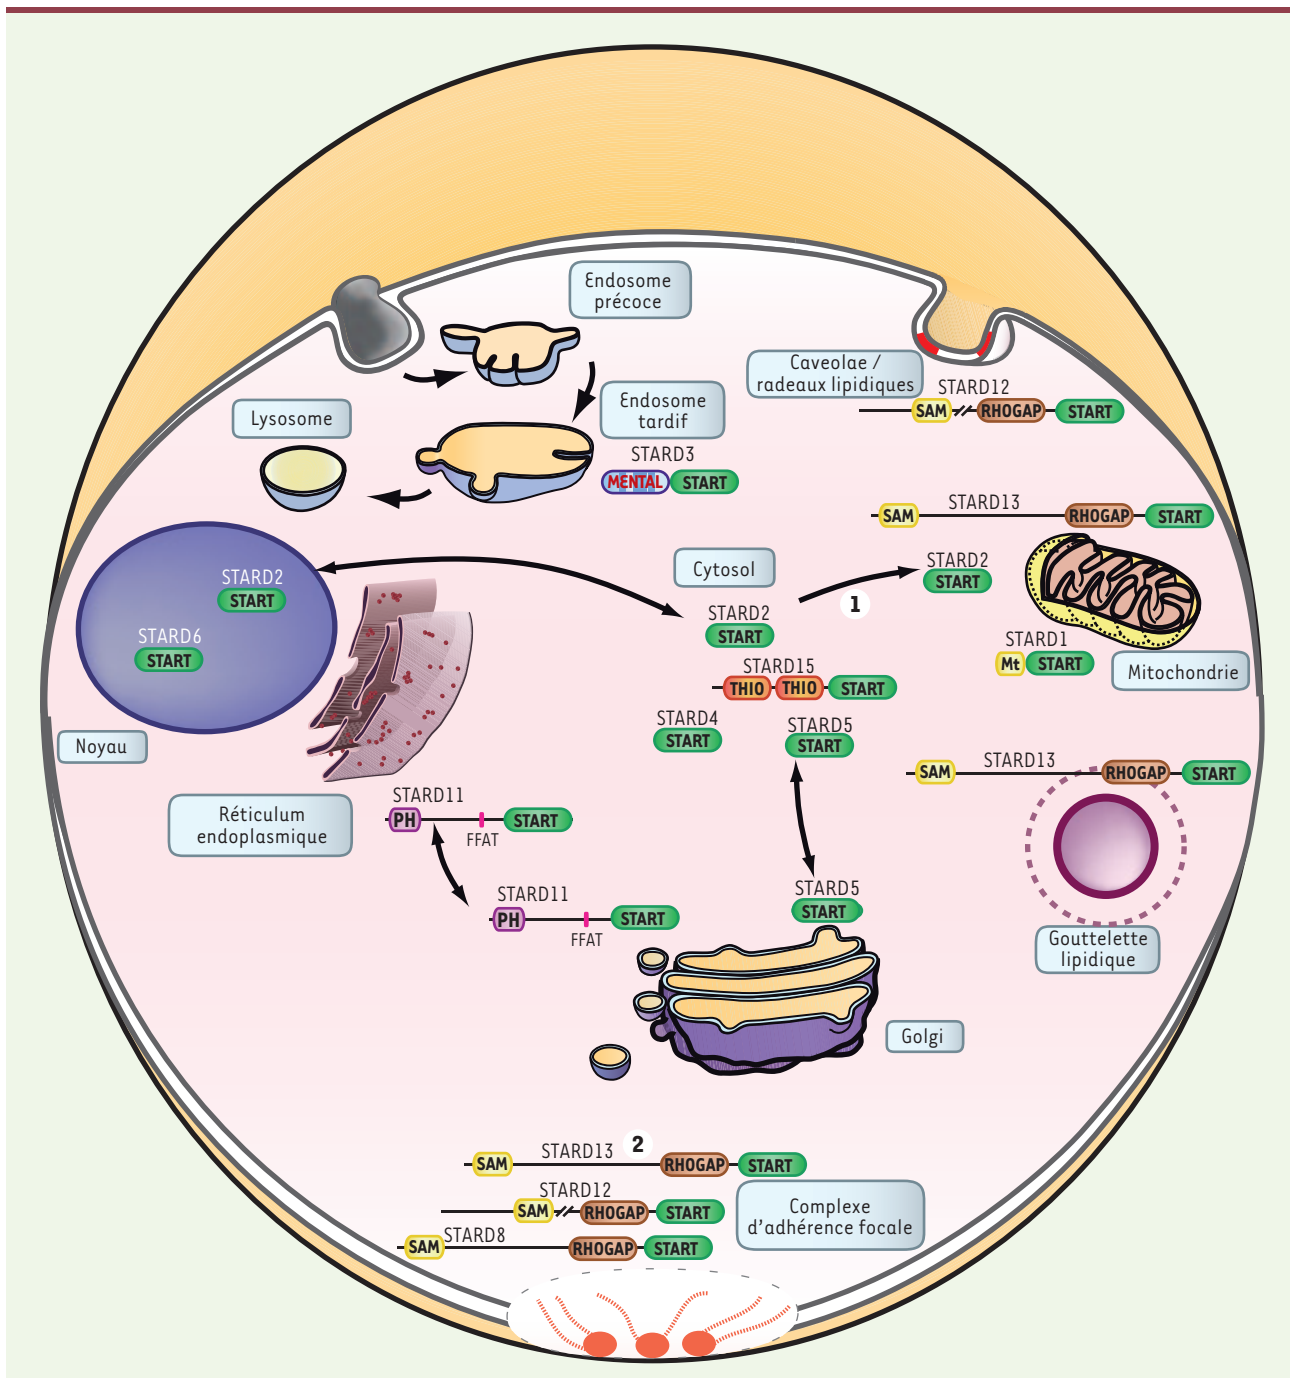 Endosome
précoce
Caveolae /
radeaux lipidiques
STARD12
SAM RHOGAP START
Lysosome
Endosome
tardif
STARD3
MENTAL START
STARD13
SAM RHOGAP START
Cytosol
STARD2
START
STARD2
START
STARD6
START
1
STARD2
START
STARD1
Mt START
Mitochondrie
STARD15
THIO THIO START
STARD4
START
STARD5
START
Noyau
STARD13
SAM RHOGAP START
Réticulum
endoplasmique
STARD11
PH START
FFAT
STARD11
PH START
FFAT
STARD5
START
Gouttelette
lipidique
Golgi
2
STARD13
SAM RHOGAP START
STARD12
SAM RHOGAP START
STARD8
SAM RHOGAP START
Complexe
d'adhérence focale